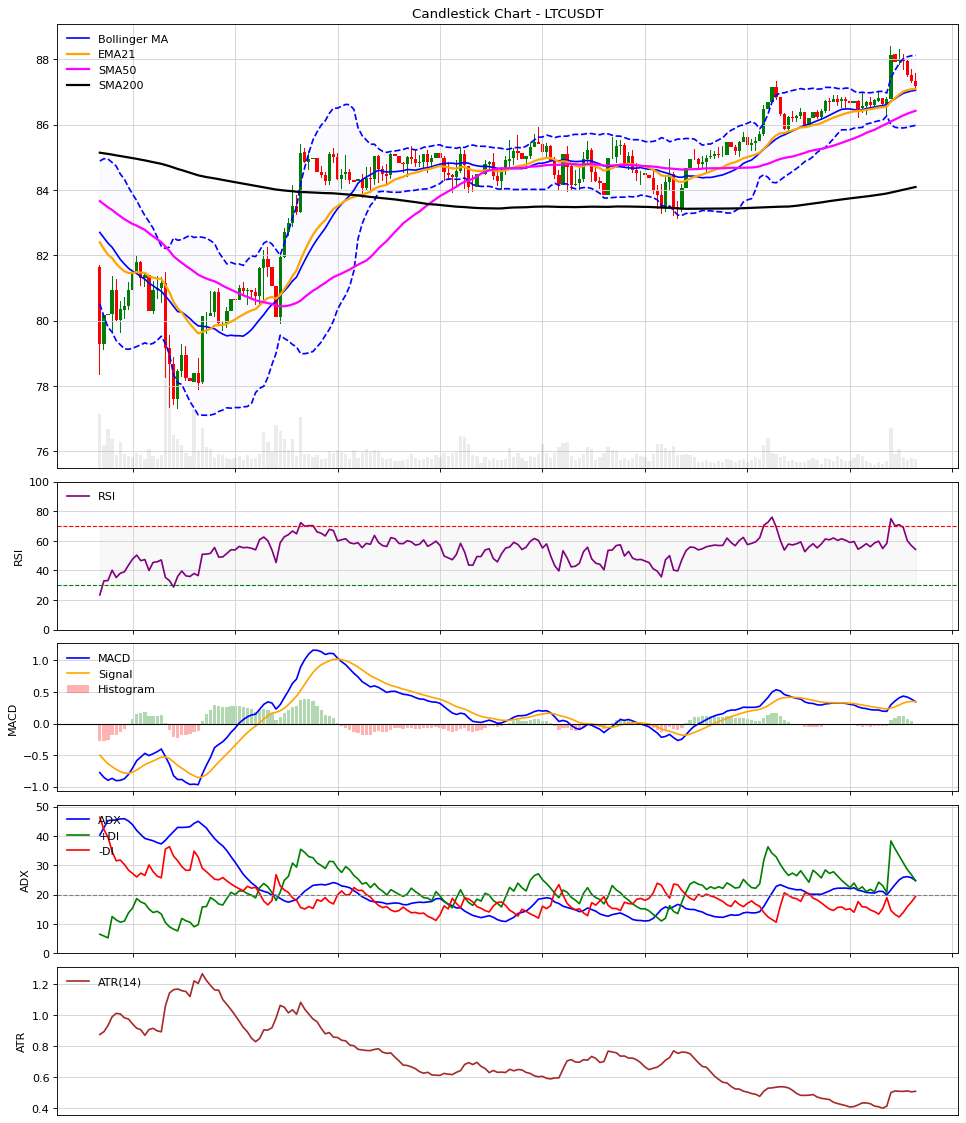 Candlestick Chart - LTCUSDT
Bollinger MA
EMA21
SMA50
SMA200
88
86
84
82
80
78
76
RSI
RSI
100
80
60
40
20
0
MACD
Signal
Histogram
MACD
1.0
0.5
0.0
−0.5
−1.0
ADX
+DI
-DI
ADX
50
40
30
20
10
0
ATR(14)
ATR
1.2
1.0
0.8
0.6
0.4